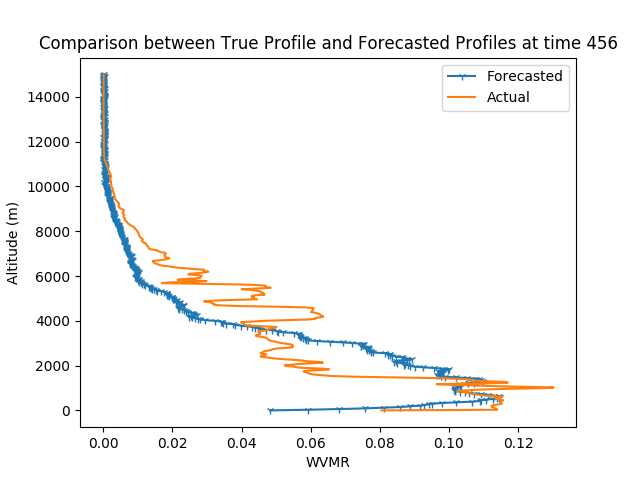 Comparison between True Profile and Forecasted Profiles at time 456
Forecasted
Actual
Altitude (m)
14000
12000
10000
8000
6000
4000
2000
0
0.00 0.02 0.04 0.06 0.08 0.10 0.12
WVMR